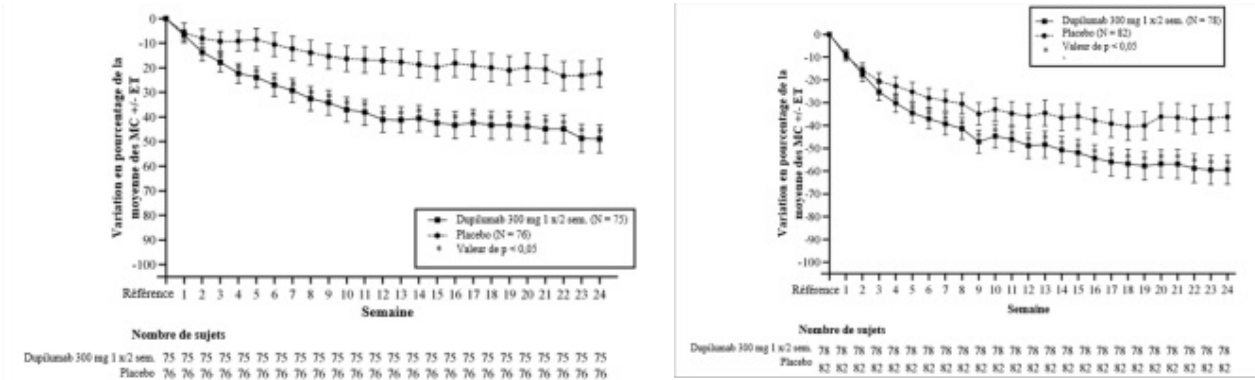 Variation en pourcentage de la
moyenne des MC +/- ET
0
-10
-20
-30
-40
-50
-60
-70
-80
-90
-100
Dupilumab 300 mg 1 x/2 sem. (N = 75)
Placebo (N = 76)
* Valeur de p < 0,05
Référence 1 2 3 4 5 6 7 8 9 10 11 12 13 14 15 16 17 18 19 20 21 22 23 24
Semaine
Nombre de sujets
Dupilumab 300 mg 1 x/2 sem. 75 75 75 75 75 75 75 75 75 75 75 75 75 75 75 75 75 75 75 75 75 75 75 75 75
Placebo 76 76 76 76 76 76 76 76 76 76 76 76 76 76 76 76 76 76 76 76 76 76 76 76 76
Dupilumab 300 mg 1 x/2 sem. (N = 78)
Placebo (N = 82)
* Valeur de p < 0,05
Variation en pourcentage de la
moyenne des MC +/- ET
0
-10
-20
-30
-40
-50
-60
-70
-80
-90
-100
Référence 1 2 3 4 5 6 7 8 9 10 11 12 13 14 15 16 17 18 19 20 21 22 23 24
Semaine
Nombre de sujets
Dupilumab 300 mg 1 x/2 sem. 78 78 78 78 78 78 78 78 78 78 78 78 78 78 78 78 78 78 78 78 78 78 78 78 78
Placebo 82 82 82 82 82 82 82 82 82 82 82 82 82 82 82 82 82 82 82 82 82 82 82 82 82